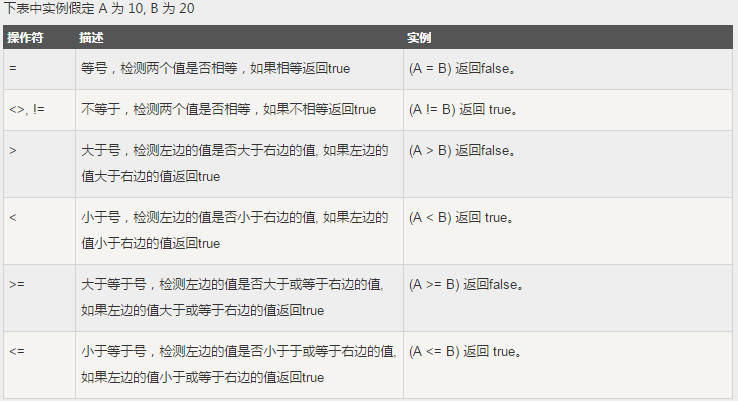 下表中实例假定 A 为 10, B 为 20
操作符 描述 实例
= 等号，检测两个值是否相等，如果相等返回true (A = B) 返回false。
<>, != 不等于，检测两个值是否相等，如果不相等返回true (A != B) 返回 true。
> 大于号，检测左边的值是否大于右边的值, 如果左边的 (A > B) 返回false。
值大于右边的值返回true
< 小于号，检测左边的值是否小于右边的值, 如果左边的 (A < B) 返回 true。
值小于右边的值返回true
>= 大于等于号，检测左边的值是否大于或等于右边的值, (A >= B) 返回false。
如果左边的值大于或等于右边的值返回true
<= 小于等于号，检测左边的值是否小于于或等于右边的值, (A <= B) 返回 true。
如果左边的值小于或等于右边的值返回true